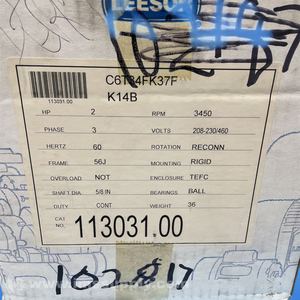 LEESON
C6T34FK37F
K14B
113031.00
HP 2 RPM 3450
PHASE 3 VOLTS 208-230/460
HERTZ 60 ROTATION RECONN
FRAME 56J MOUNTING RIGID
OVERLOAD NOT ENCLOSURE TEFC
SHAFT DIA 5/8 IN BEARINGS BALL
DUTY CONT WEIGHT 36
CAT NO. 113031.00